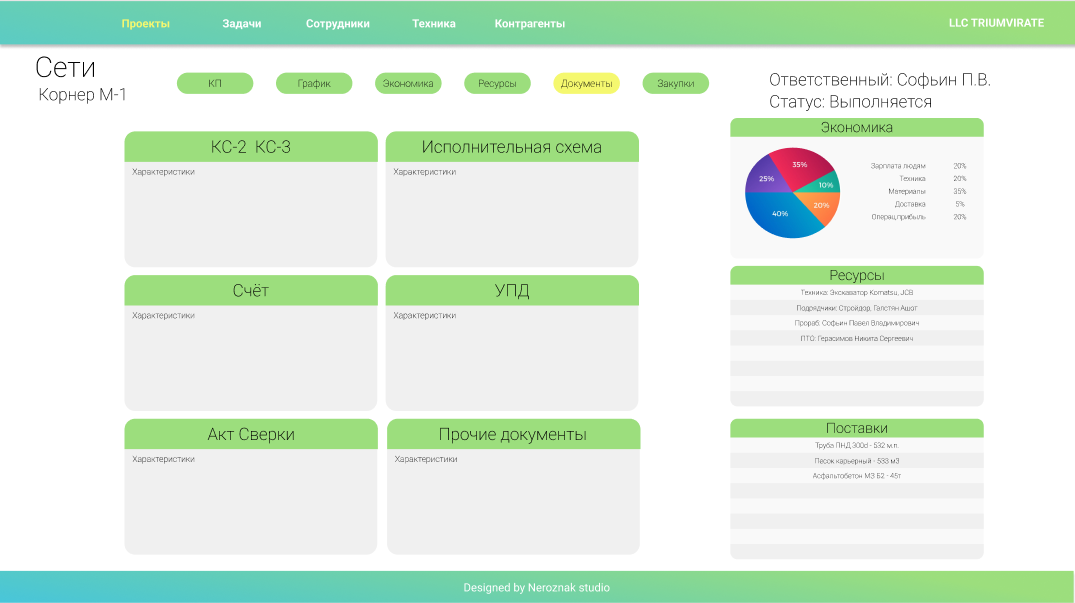 Проекты Задачи Сотрудники Техника Контрагенты LLC TRIUMVIRATE
Сети
Корнер М-1
КП График Экономика Ресурсы Документы Закупки
Ответственный: Софьин П.В.
Статус: Выполняется
КС-2 КС-3
Характеристики
Исполнительная схема
Характеристики
Счёт
Характеристики
УПД
Характеристики
Акт Сверки
Характеристики
Прочие документы
Характеристики
Экономика
35%
25%
10%
20%
40%
Зарплата людям 20%
Техника 20%
Материалы 35%
Доставка 5%
Операц.прибыль 20%
Ресурсы
Техника: Экскаватор Komatsu, JCB
Подрядчики: Стройдор, Галстян Ашот
Прораб: Софьин Павел Владимирович
ПТО: Герасимов Никита Сергеевич
Поставки
Труба ПНД 300d - 532 м.п.
Песок карьерный - 533 м3
Асфальтобетон МЗ Б2 - 45т
Designed by Neroznak studio